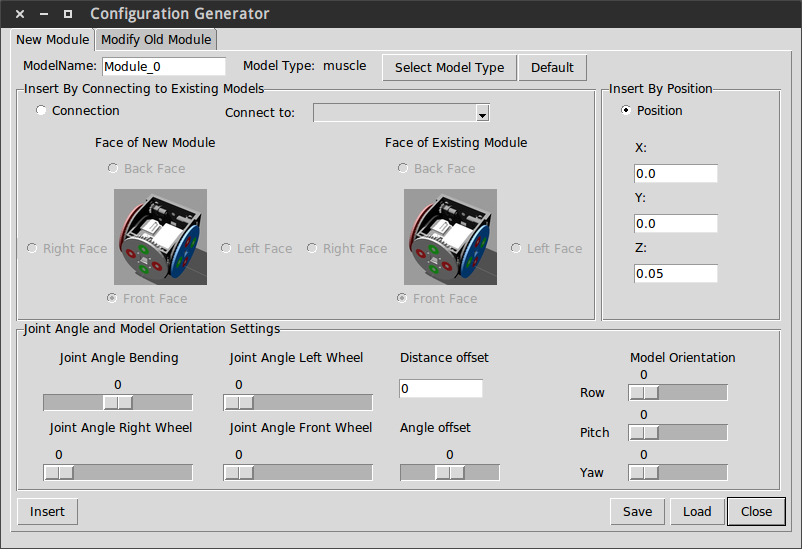 Configuration Generator
New Module Modify Old Module
ModelName: Module_0 Model Type: muscle Select Model Type Default
Insert By Connecting to Existing Models Insert By Position
Connection Connect to: Position
Face of New Module Face of Existing Module X:
Back Face Back Face
0.0
Y:
0.0
Right Face Left Face Right Face Left Face Z:
0.05
Front Face Front Face
Joint Angle and Model Orientation Settings
Joint Angle Bending Joint Angle Left Wheel Distance offset Model Orientation
0 0 0
0 Row
Joint Angle Right Wheel Joint Angle Front Wheel Angle offset 0
Pitch
0 0 0 0
Yaw
Insert Save Load Close